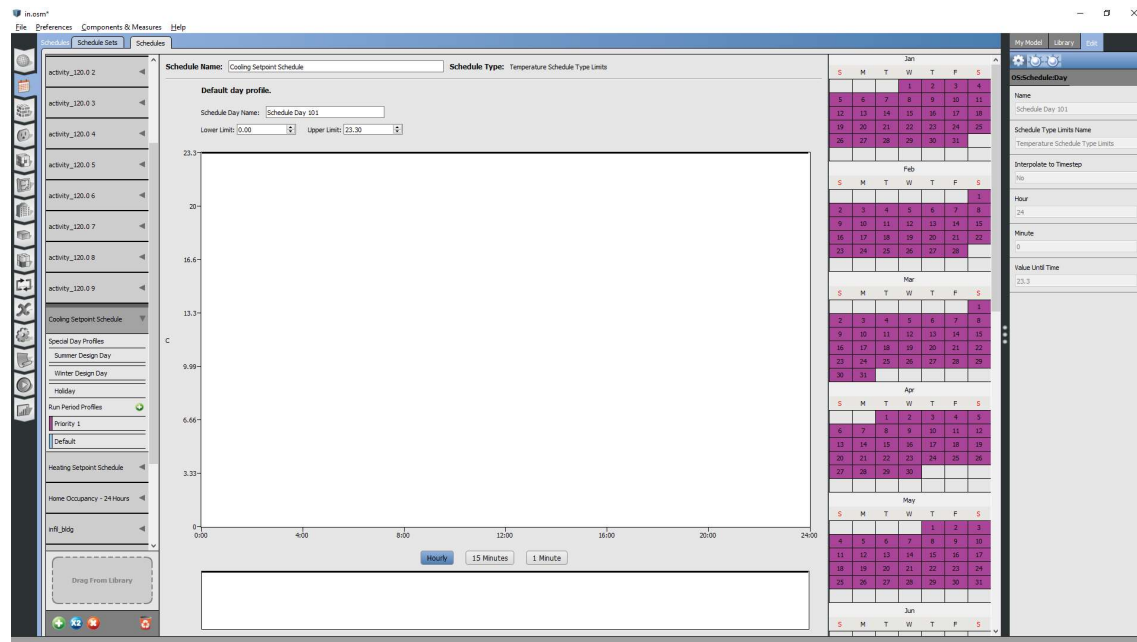 in.osm*
File Preferences Components & Measures Help
Schedules Schedule Sets Schedules
My Model Library Edit
activity_120.0 2
activity_120.0 3
activity_120.0 4
activity_120.0 5
activity_120.0 6
activity_120.0 7
activity_120.0 8
activity_120.0 9
Cooling Setpoint Schedule
Special Day Profiles
Summer Design Day
Winter Design Day
Holiday
Run Period Profiles
Priority 1
Default
Heating Setpoint Schedule
Home Occupancy - 24 Hours
infil_bldg
Drag From Library
X2
Schedule Name: Cooling Setpoint Schedule Schedule Type: Temperature Schedule Type Limits
Default day profile.
Schedule Day Name: Schedule Day 101
Lower Limit: 0.00 Upper Limit: 23.30
23.3
20
16.6
13.3
C
9.99
6.66
3.33
0
0:00 4:00 8:00 12:00 16:00 20:00 24:00
Hourly 15 Minutes 1 Minute
Jan
S M T W T F S
1 2 3 4
5 6 7 8 9 10 11
12 13 14 15 16 17 18
19 20 21 22 23 24 25
26 27 28 29 30 31
Feb
S M T W T F S
1
2 3 4 5 6 7 8
9 10 11 12 13 14 15
16 17 18 19 20 21 22
23 24 25 26 27 28
Mar
S M T W T F S
1
2 3 4 5 6 7 8
9 10 11 12 13 14 15
16 17 18 19 20 21 22
23 24 25 26 27 28 29
30 31
Apr
S M T W T F S
1 2 3 4 5
6 7 8 9 10 11 12
13 14 15 16 17 18 19
20 21 22 23 24 25 26
27 28 29 30
May
S M T W T F S
1 2 3
4 5 6 7 8 9 10
11 12 13 14 15 16 17
18 19 20 21 22 23 24
25 26 27 28 29 30 31
Jun
S M T W T F S
OS:Schedule:Day
Name
Schedule Day 101
Schedule Type Limits Name
Temperature Schedule Type Limits
Interpolate to Timestep
No
Hour
24
Minute
0
Value Until Time
23.3